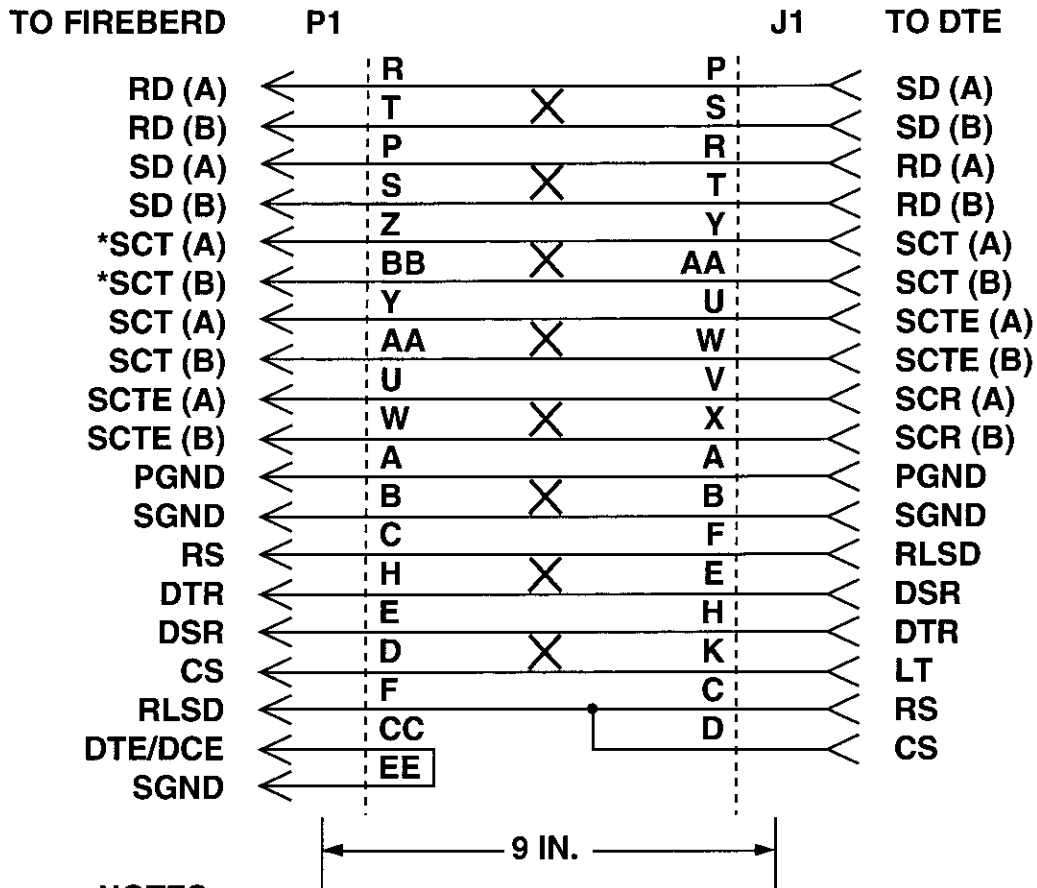 TO FIREBERD P1 J1 TO DTE
RD (A) R P SD (A)
RD (B) T S SD (B)
SD (A) P R RD (A)
SD (B) S T RD (B)
*SCT (A) Z Y SCT (A)
*SCT (B) BB AA SCT (B)
SCT (A) Y U SCTE (A)
SCT (B) AA W SCTE (B)
SCTE (A) U V SCR (A)
SCTE (B) W X SCR (B)
PGND A A PGND
SGND B B SGND
RS C F RLSD
DTR H E DSR
DSR E H DTR
CS D K LT
RLSD F C RS
DTE/DCE CC D CS
SGND EE
9 IN.